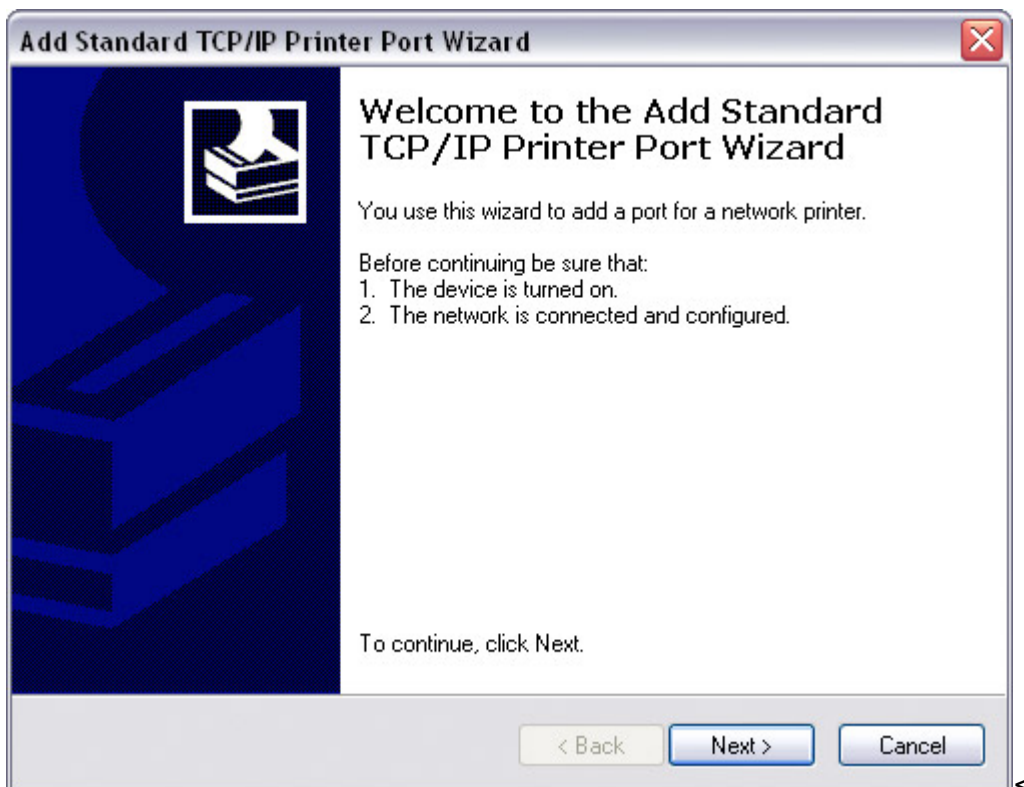 Add Standard TCP/IP Printer Port Wizard
Welcome to the Add Standard
TCP/IP Printer Port Wizard
You use this wizard to add a port for a network printer.
Before continuing be sure that:
1. The device is turned on.
2. The network is connected and configured.
To continue, click Next.
< Back
Next >
Cancel
<